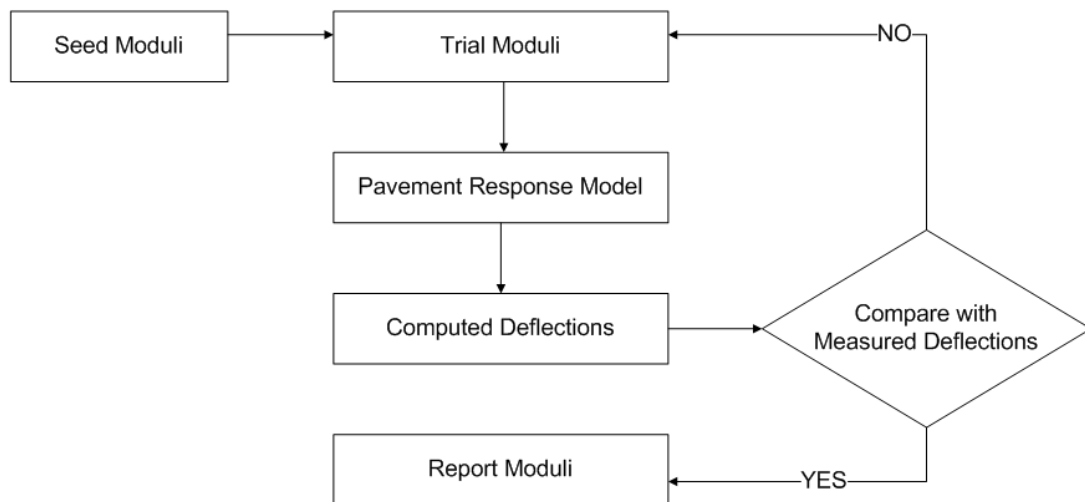 Seed Moduli
Trial Moduli
NO
Pavement Response Model
Computed Deflections
Compare with
Measured Deflections
Report Moduli
YES